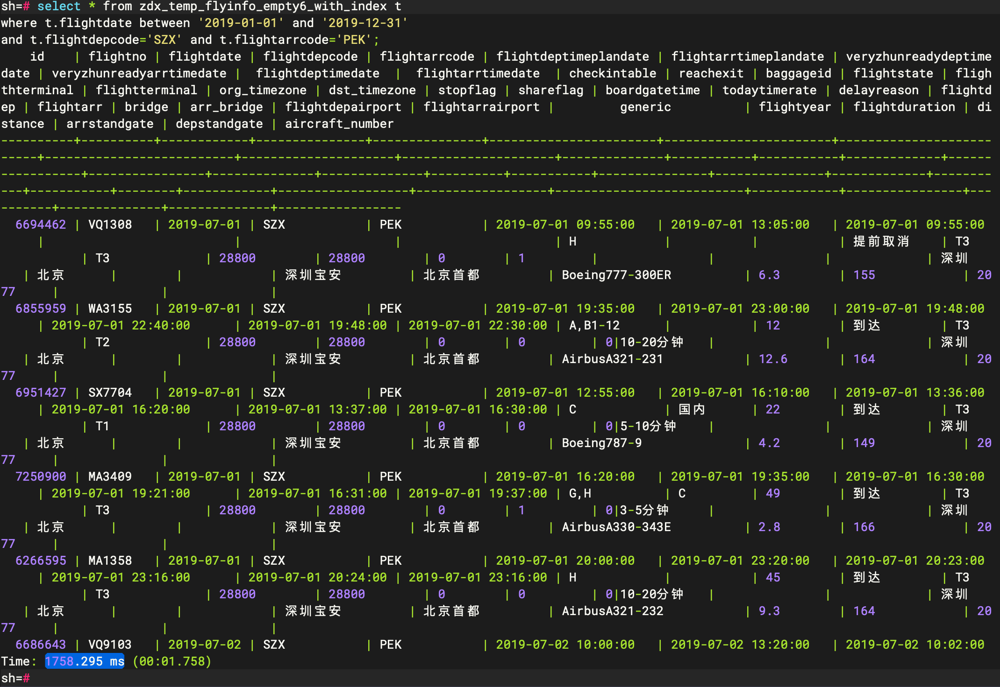 sh=# select * from zdx_temp_flyinfo_empty6_with_index t
where t.flightdate between '2019-01-01' and '2019-12-31'
and t.flightdepcode='SZX' and t.flightarrcode='PEK';
    id    | flightno | flightdate | flightdepcode | flightarrcode | flightdeptimeplandate | flightarrtimeplandate | veryzhunreadydeptime
date | veryzhunreadyarrtimedate |  flightdeptimedate  |  flightarrtimedate  | checkintable | reachexit | baggageid | flightstate | fligh
thterminal | flightterminal | org_timezone | dst_timezone | stopflag | shareflag | boardgatetime | todaytimerate | delayreason | flightd
ep | flightarr | bridge | arr_bridge | flightdepairport | flightarrairport |         generic          | flightyear | flightduration | di
stance | arrstandgate | depstandgate | aircraft_number
----------+----------+------------+---------------+---------------+-----------------------+-----------------------+---------------------
-----+--------------------------+---------------------+---------------------+--------------+-----------+-----------+-------------+------
-----------+----------------+--------------+--------------+----------+-----------+---------------+---------------+-------------+--------
---+-----------+--------+------------+------------------+------------------+--------------------------+------------+----------------+---
-------+--------------+--------------+-----------------
  6694462 | VQ1308   | 2019-07-01 | SZX           | PEK           | 2019-07-01 09:55:00   | 2019-07-01 13:05:00   | 2019-07-01 09:55:00
     |                          |                     |                     | H            |           |           | 提前取消    | T3
           | T3             | 28800        | 28800        | 0        | 1         |               |               |             | 深圳
   | 北京      |        |            | 深圳宝安         | 北京首都         | Boeing777-300ER          | 6.3        | 155            | 20
77     |              |              |
  6855959 | WA3155   | 2019-07-01 | SZX           | PEK           | 2019-07-01 19:35:00   | 2019-07-01 23:00:00   | 2019-07-01 19:48:00
     | 2019-07-01 22:40:00      | 2019-07-01 19:48:00 | 2019-07-01 22:30:00 | A,B1-12      |           | 12        | 到达        | T3
           | T2             | 28800        | 28800        | 0        | 0         | 0|10-20分钟   |               |             | 深圳
   | 北京      |        |            | 深圳宝安         | 北京首都         | AirbusA321-231           | 12.6       | 164            | 20
77     |              |              |
  6951427 | SX7704   | 2019-07-01 | SZX           | PEK           | 2019-07-01 12:55:00   | 2019-07-01 16:10:00   | 2019-07-01 13:36:00
     | 2019-07-01 16:20:00      | 2019-07-01 13:37:00 | 2019-07-01 16:30:00 | C            | 国内      | 22        | 到达        | T3
           | T1             | 28800        | 28800        | 0        | 0         | 0|5-10分钟    |               |             | 深圳
   | 北京      |        |            | 深圳宝安         | 北京首都         | Boeing787-9              | 4.2        | 149            | 20
77     |              |              |
  7250900 | MA3409   | 2019-07-01 | SZX           | PEK           | 2019-07-01 16:20:00   | 2019-07-01 19:35:00   | 2019-07-01 16:30:00
     | 2019-07-01 19:21:00      | 2019-07-01 16:31:00 | 2019-07-01 19:37:00 | G,H          | C         | 49        | 到达        | T3
           | T3             | 28800        | 28800        | 0        | 1         | 0|3-5分钟     |               |             | 深圳
   | 北京      |        |            | 深圳宝安         | 北京首都         | AirbusA330-343E          | 2.8        | 166            | 20
77     |              |              |
  6266595 | MA1358   | 2019-07-01 | SZX           | PEK           | 2019-07-01 20:00:00   | 2019-07-01 23:20:00   | 2019-07-01 20:23:00
     | 2019-07-01 23:16:00      | 2019-07-01 20:24:00 | 2019-07-01 23:16:00 | H            |           | 45        | 到达        | T3
           | T3             | 28800        | 28800        | 0        | 0         | 0|10-20分钟   |               |             | 深圳
   | 北京      |        |            | 深圳宝安         | 北京首都         | AirbusA321-232           | 9.3        | 164            | 20
77     |              |              |
  6686643 | VQ9103   | 2019-07-02 | SZX           | PEK           | 2019-07-02 10:00:00   | 2019-07-02 13:20:00   | 2019-07-02 10:02:00
Time: 1758.295 ms (00:01.758)
sh=#